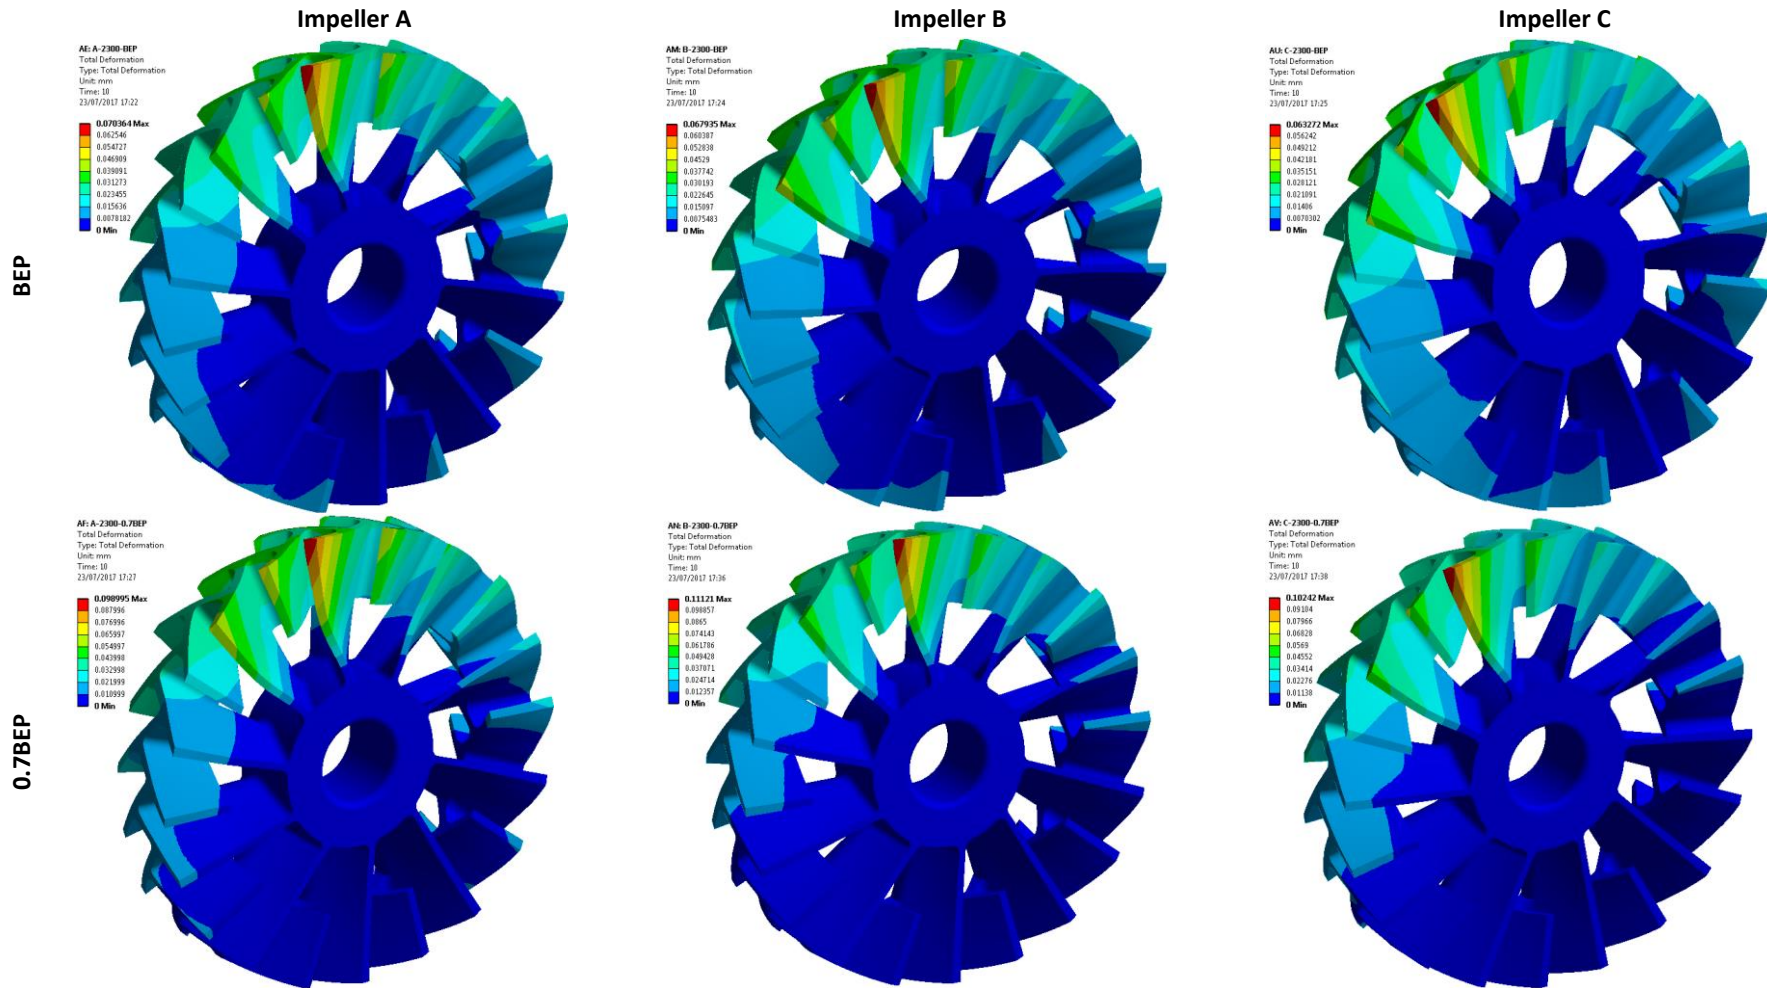 Impeller A
Impeller B
Impeller C
BEP
AE: A-2300-BEP
Total Deformation
Type: Total Deformation
Unit: mm
Time: 10
23/07/2017 17:22
0.070364 Max
0.062546
0.054727
0.046909
0.039091
0.031273
0.023455
0.015636
0.0078182
0 Min
AM: B-2300-BEP
Total Deformation
Type: Total Deformation
Unit: mm
Time: 10
23/07/2017 17:24
0.067935 Max
0.060387
0.052838
0.04529
0.037742
0.030193
0.022645
0.015097
0.0075483
0 Min
AU: C-2300-BEP
Total Deformation
Type: Total Deformation
Unit: mm
Time: 10
23/07/2017 17:25
0.063272 Max
0.056242
0.049212
0.042181
0.035151
0.028121
0.021091
0.01406
0.0070302
0 Min
0.7BEP
AF: A-2300-0.7BEP
Total Deformation
Type: Total Deformation
Unit: mm
Time: 10
23/07/2017 17:27
0.098995 Max
0.087996
0.076996
0.065997
0.054997
0.043998
0.032998
0.021999
0.010999
0 Min
AN: B-2300-0.7BEP
Total Deformation
Type: Total Deformation
Unit: mm
Time: 10
23/07/2017 17:36
0.11121 Max
0.098857
0.0865
0.074143
0.061786
0.049428
0.037071
0.024714
0.012357
0 Min
AV: C-2300-0.7BEP
Total Deformation
Type: Total Deformation
Unit: mm
Time: 10
23/07/2017 17:38
0.10242 Max
0.09104
0.07966
0.06828
0.0569
0.04552
0.03414
0.02276
0.01138
0 Min